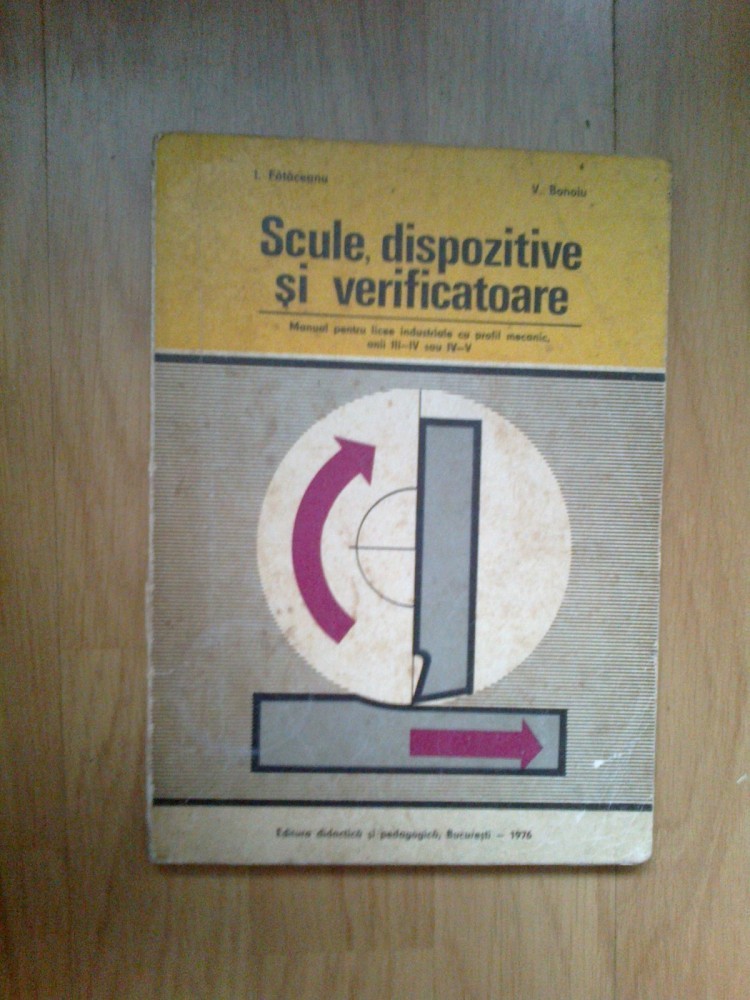 I. Fătăceanu
V. Bonoiu
Scule, dispozitive
și verificatoare
Manual pentru licee industriale cu profil mecanic,
anii III–IV sau IV–V
Editura didactică și pedagogică, București – 1976